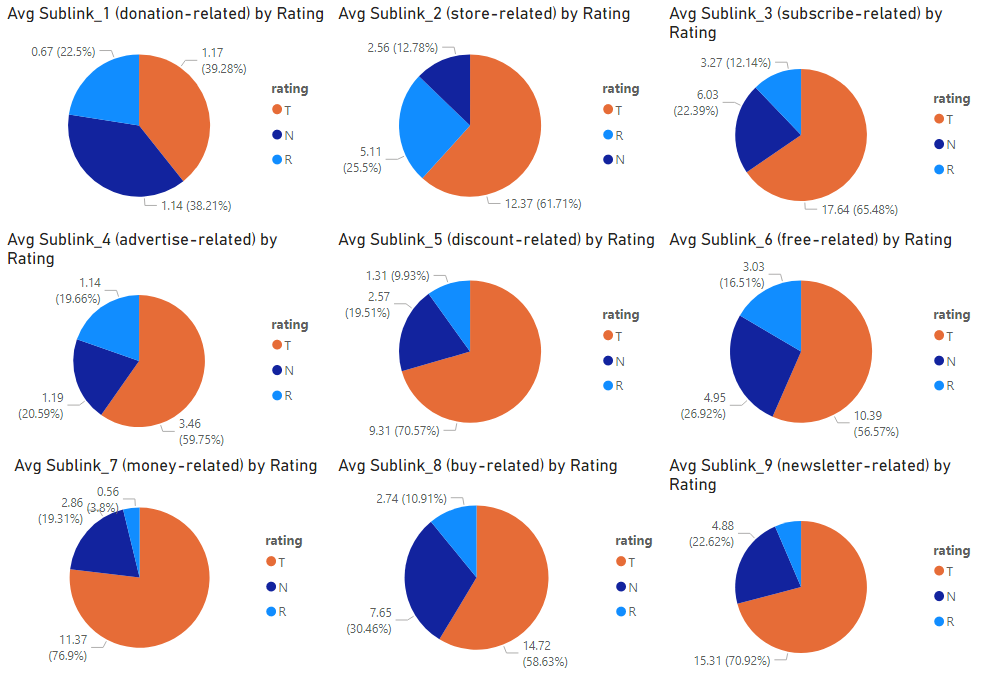 Avg Sublink_1 (donation-related) by Rating
0.67 (22.5%)
1.17
(39.28%)
1.14 (38.21%)
rating
T
N
R
Avg Sublink_2 (store-related) by Rating
2.56 (12.78%)
5.11
(25.5%)
12.37 (61.71%)
rating
T
R
N
Avg Sublink_3 (subscribe-related) by
Rating
3.27 (12.14%)
6.03
(22.39%)
17.64 (65.48%)
rating
T
N
R
Avg Sublink_4 (advertise-related) by
Rating
1.14
(19.66%)
1.19
(20.59%)
3.46
(59.75%)
rating
T
N
R
Avg Sublink_5 (discount-related) by Rating
1.31 (9.93%)
2.57
(19.51%)
9.31 (70.57%)
rating
T
N
R
Avg Sublink_6 (free-related) by Rating
3.03
(16.51%)
4.95
(26.92%)
10.39
(56.57%)
rating
T
N
R
Avg Sublink_7 (money-related) by Rating
0.56
(3.8%)
2.86
(19.31%)
11.37
(76.9%)
rating
T
N
R
Avg Sublink_8 (buy-related) by Rating
2.74 (10.91%)
7.65
(30.46%)
14.72
(58.63%)
rating
T
N
R
Avg Sublink_9 (newsletter-related) by
Rating
4.88
(22.62%)
15.31 (70.92%)
rating
T
N
R